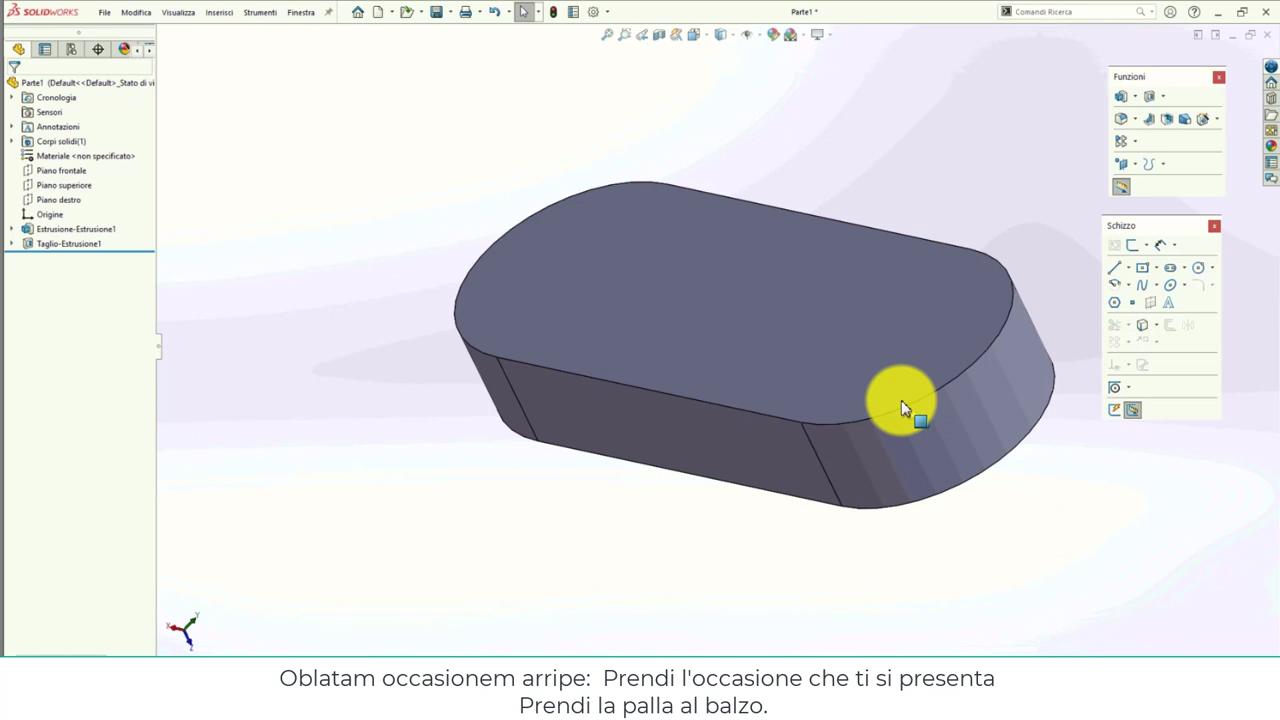 SOLIDWORKS
File Modifica Visualizza Inserisci Strumenti Finestra
Parte1 *
Comandi Ricerca
Parte1 (Default<<Default>_Stato di vi
Cronologia
Sensori
Annotazioni
Corpi solidi(1)
Materiale <non specificato>
Piano frontale
Piano superiore
Piano destro
Origine
Estrusione-Estrusione1
Taglio-Estrusione1
Funzioni
Schizzo
Oblatam occasionem arripe: Prendi l'occasione che ti si presenta
Prendi la palla al balzo.